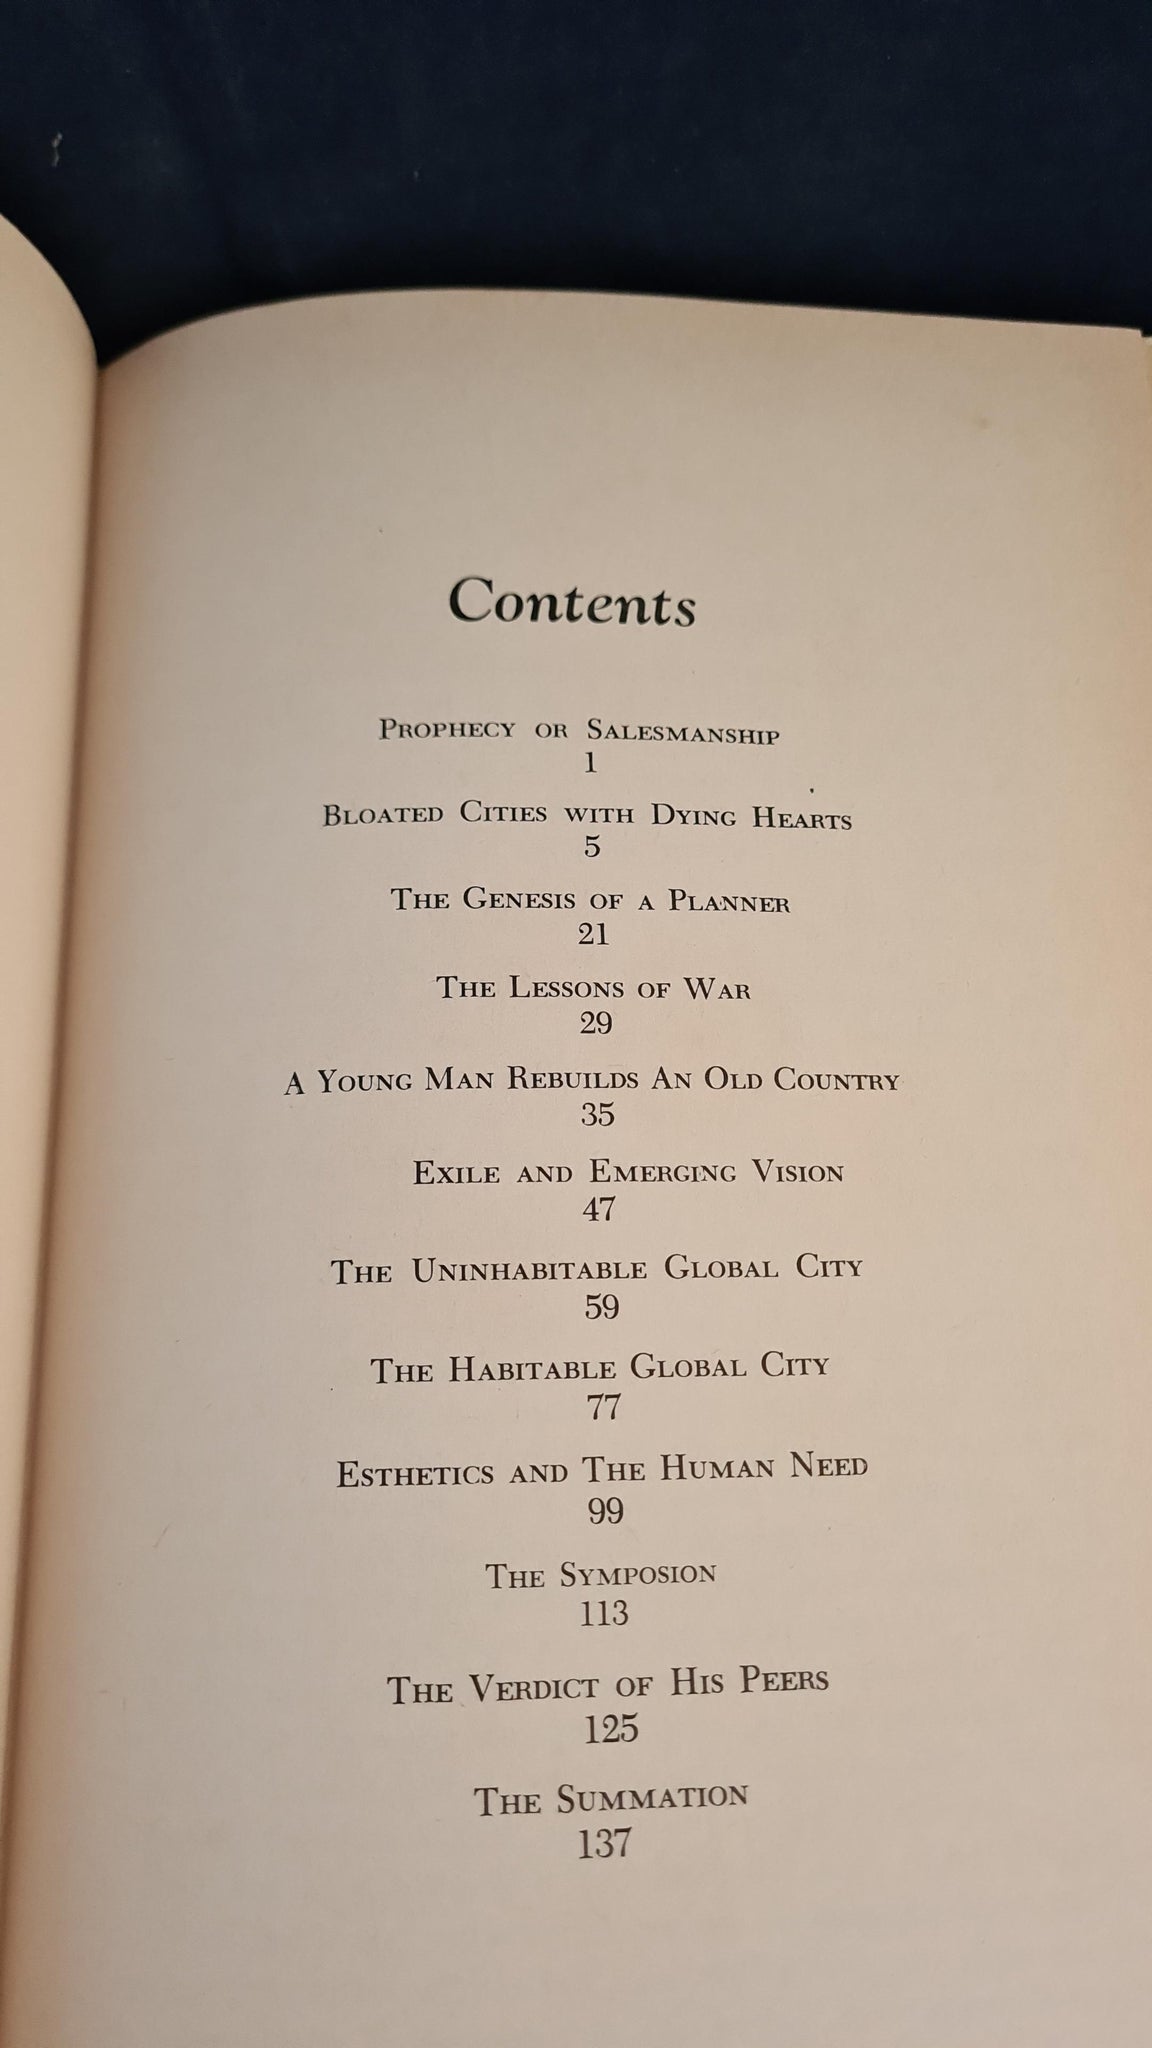 Contents
Prophecy or Salesmanship
1
Bloated Cities with Dying Hearts
5
The Genesis of a Planner
21
The Lessons of War
29
A Young Man Rebuilds An Old Country
35
Exile and Emerging Vision
47
The Uninhabitable Global City
59
The Habitable Global City
77
Esthetics and The Human Need
99
The Symposion
113
The Verdict of His Peers
125
The Summation
137